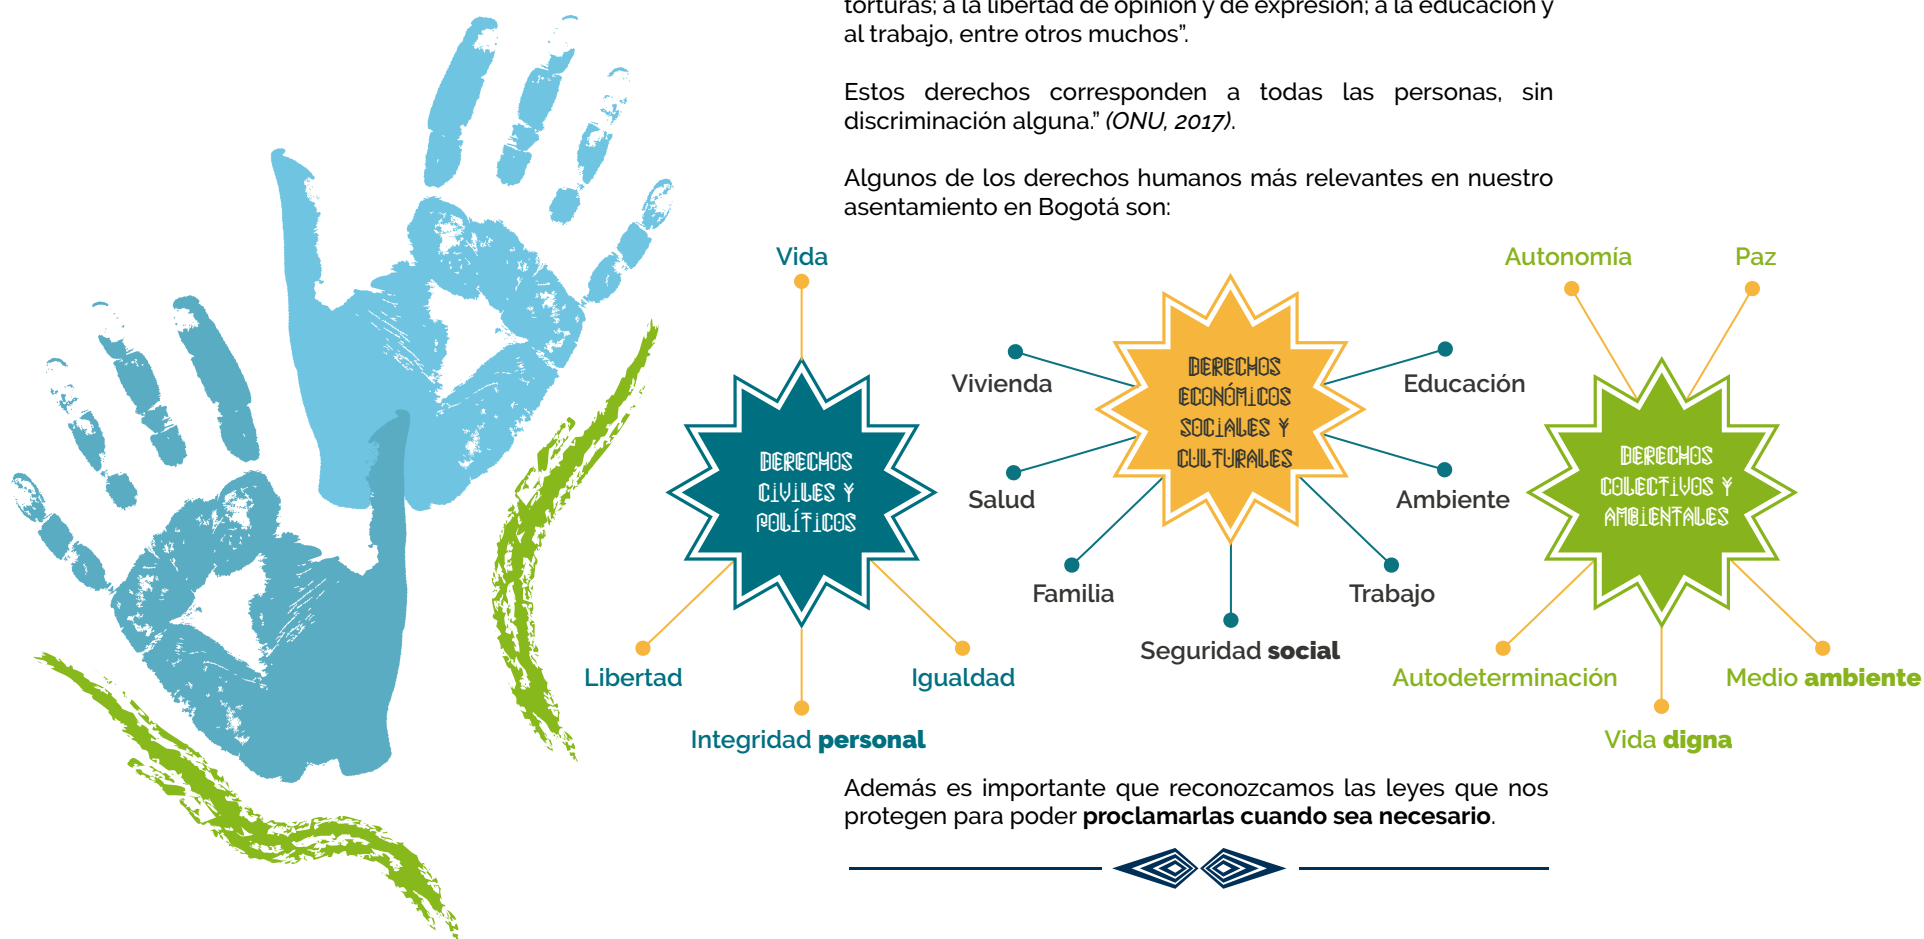 torturas; a la libertad de opinión y de expresión; a la educación y
al trabajo, entre otros muchos”.
Estos derechos corresponden a todas las personas, sin
discriminación alguna.” (ONU, 2017).
Algunos de los derechos humanos más relevantes en nuestro
asentamiento en Bogotá son:
Vida
DERECHOS
CIVILES Y
POLÍTICOS
Libertad
Igualdad
Integridad personal
DERECHOS
ECONÓMICOS
SOCIALES Y
CULTURALES
Vivienda
Educación
Salud
Ambiente
Familia
Trabajo
Seguridad social
Autonomía
Paz
DERECHOS
COLECTIVOS Y
AMBIENTALES
Autodeterminación
Medio ambiente
Vida digna
Además es importante que reconozcamos las leyes que nos
protegen para poder proclamarlas cuando sea necesario.